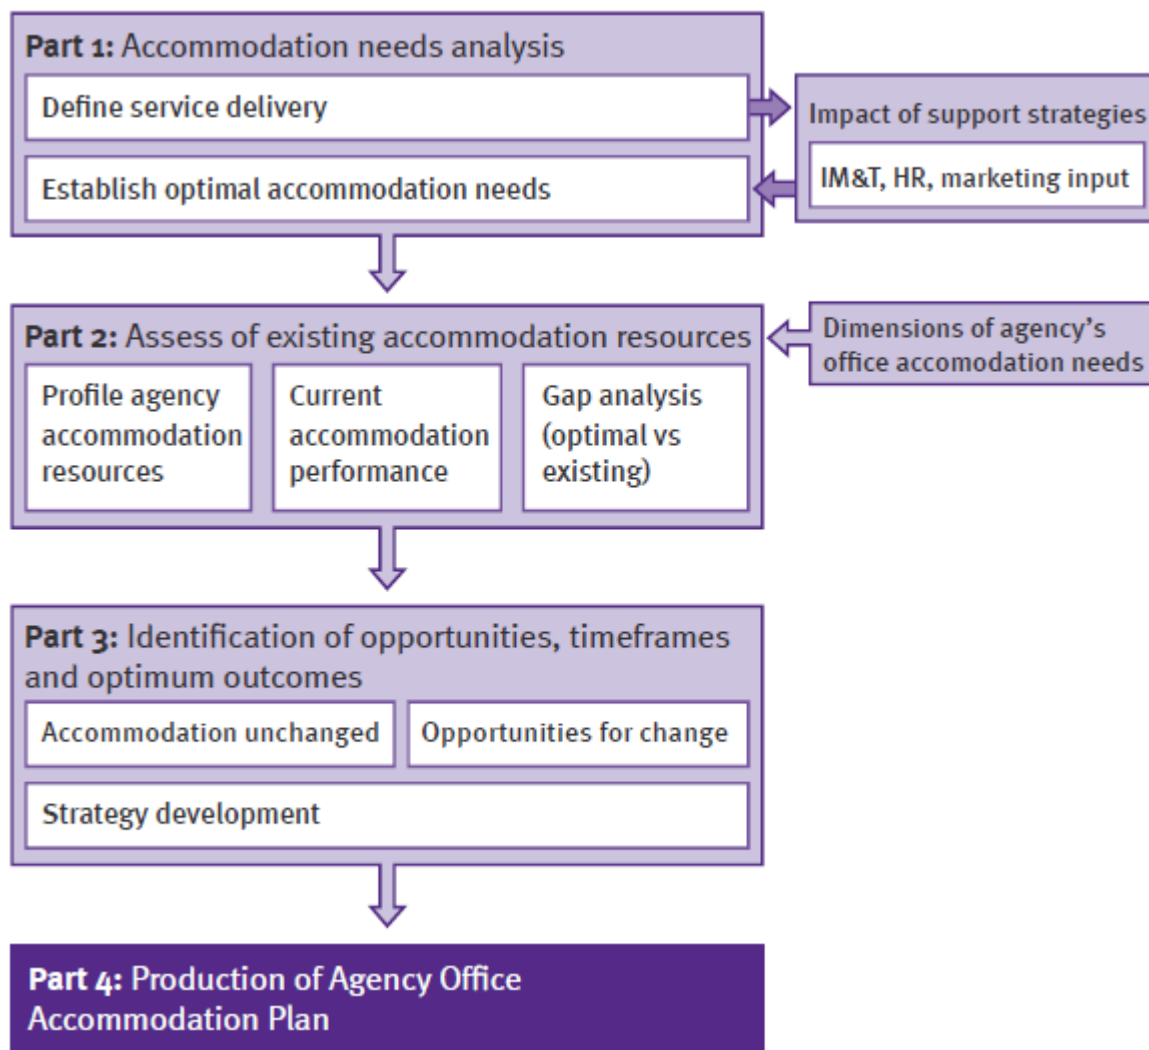 Part 1: Accommodation needs analysis
Define service delivery
Establish optimal accommodation needs
Impact of support strategies
IM&T, HR, marketing input
Part 2: Assess of existing accommodation resources
Profile agency
accommodation
resources
Current
accommodation
performance
Gap analysis
(optimal vs
existing)
Dimensions of agency’s
office accomodation needs
Part 3: Identification of opportunities, timeframes
and optimum outcomes
Accommodation unchanged
Opportunities for change
Strategy development
Part 4: Production of Agency Office
Accommodation Plan